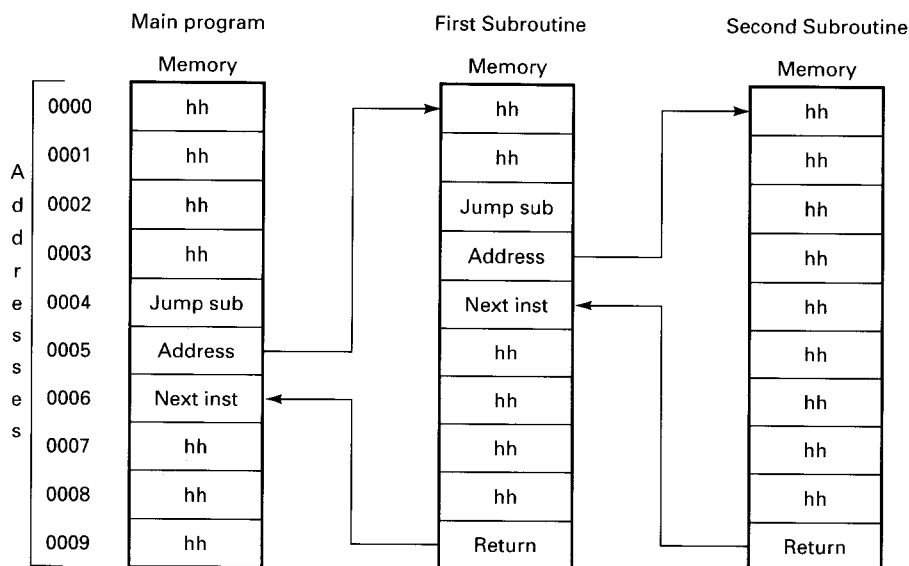 Main program First Subroutine Second Subroutine
Memory Memory Memory
Addresses
0000 hh hh hh
0001 hh hh hh
0002 hh Jump sub hh
0003 hh Address hh
0004 Jump sub Next inst hh
0005 Address hh hh
0006 Next inst hh hh
0007 hh hh hh
0008 hh hh hh
0009 hh Return Return